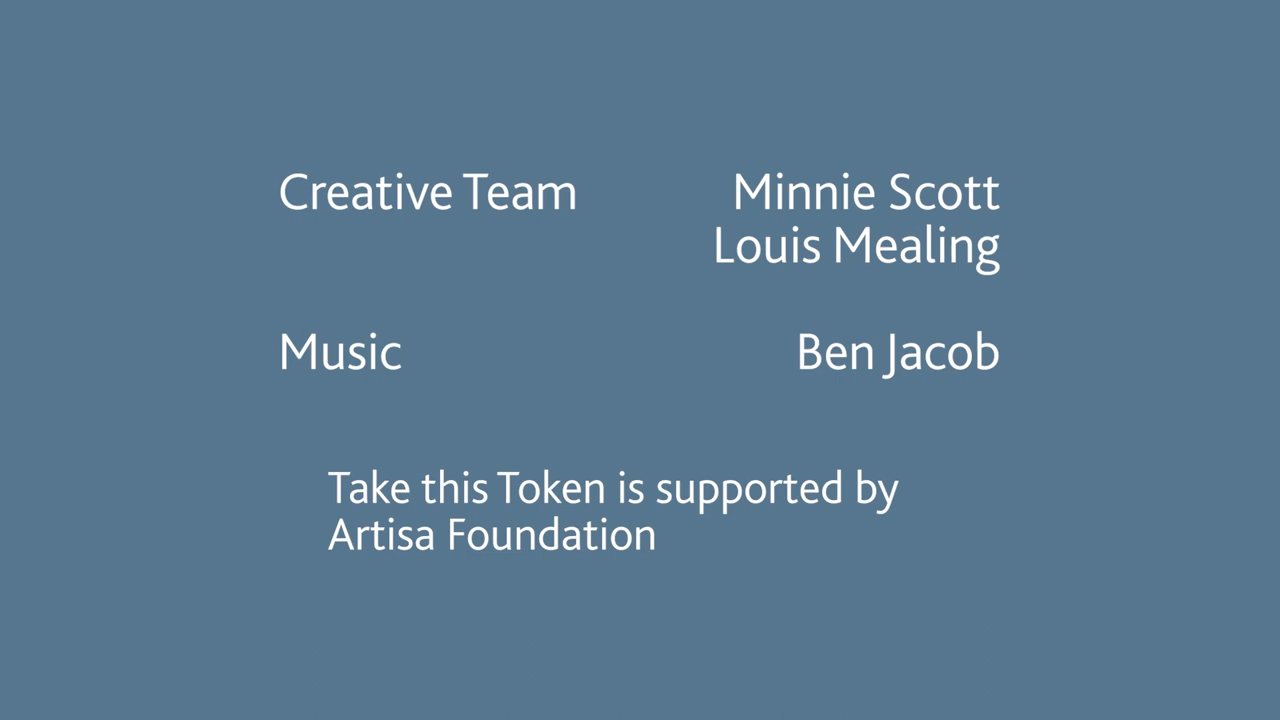 Creative Team Minnie Scott
Louis Mealing
Music Ben Jacob
Take this Token is supported by
Artisa Foundation